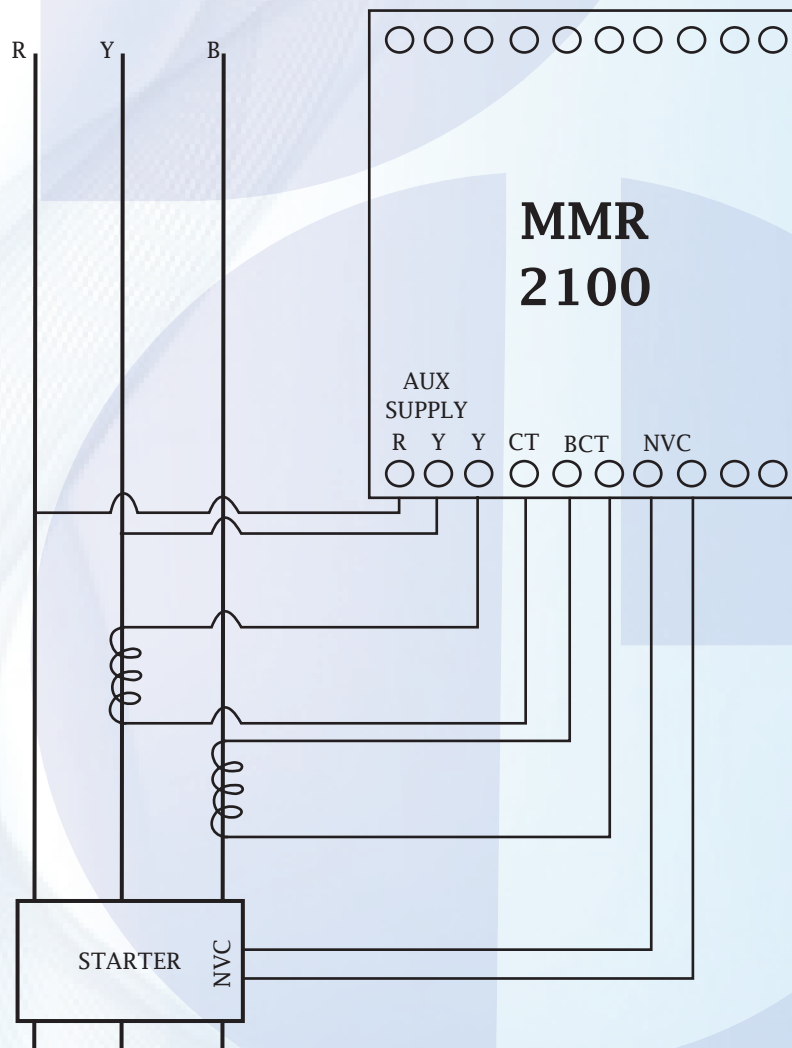 R Y B
MMR
2100
AUX
SUPPLY
R Y Y CT BCT NVC
STARTER
NVC